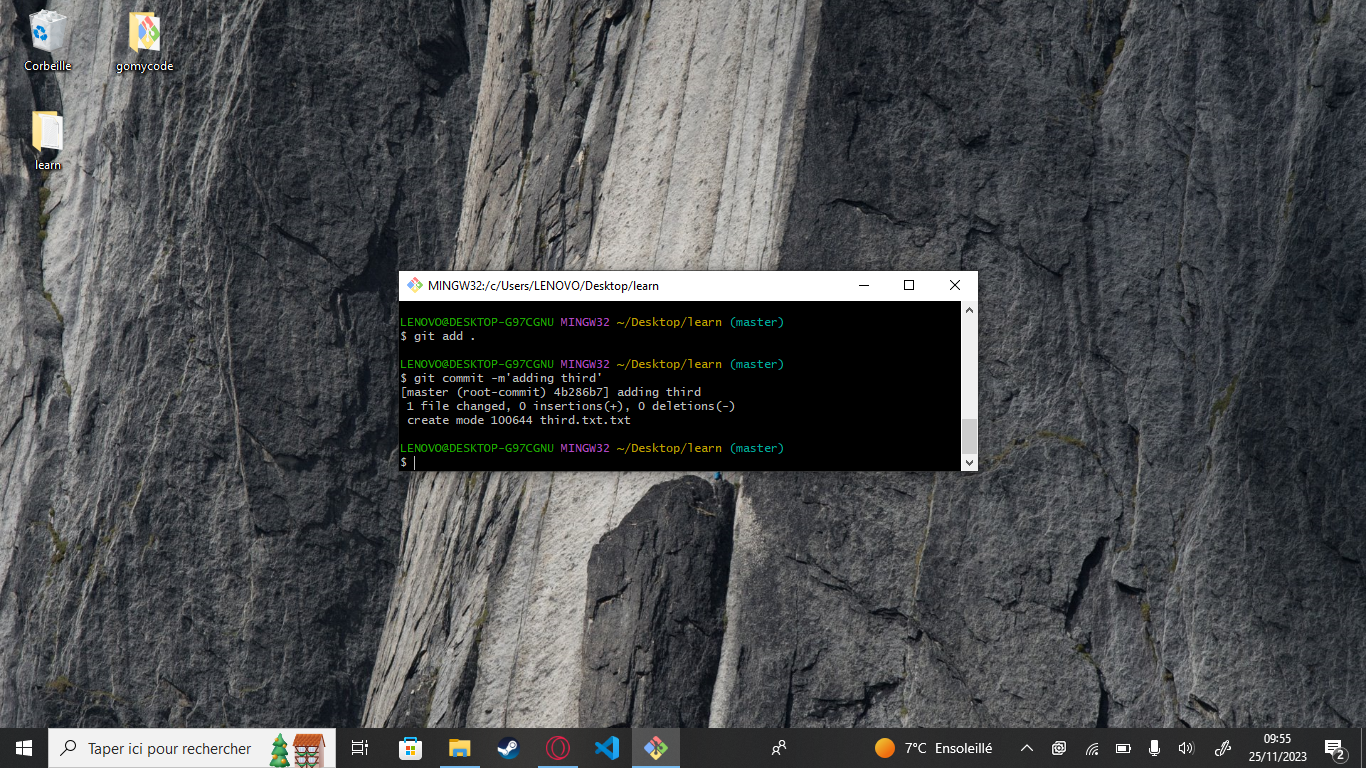 Corbeille
gomycode
learn
MINGW32:/c/Users/LENOVO/Desktop/learn
LENOVO@DESKTOP-G97CGNU MINGW32 ~/Desktop/learn (master)
$ git add .
LENOVO@DESKTOP-G97CGNU MINGW32 ~/Desktop/learn (master)
$ git commit -m'adding third'
[master (root-commit) 4b286b7] adding third
1 file changed, 0 insertions(+), 0 deletions(-)
create mode 100644 third.txt.txt
LENOVO@DESKTOP-G97CGNU MINGW32 ~/Desktop/learn (master)
$
Taper ici pour rechercher
7°C Ensoleillé
09:55
25/11/2023
2